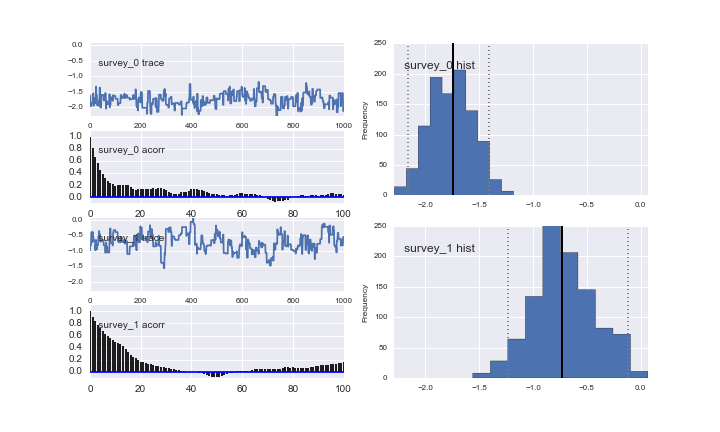 0.0
−0.5
−1.0
−1.5
−2.0
survey_0 trace
0 200 400 600 800 1000
1.0
0.8
0.6
0.4
0.2
0.0
survey_0 acorr
0 20 40 60 80 100
0.0
−0.5
−1.0
−1.5
−2.0
survey_1 trace
0 200 400 600 800 1000
1.0
0.8
0.6
0.4
0.2
0.0
survey_1 acorr
0 20 40 60 80 100
250
200
150
100
50
0
Frequency
survey_0 hist
−2.0 −1.5 −1.0 −0.5 0.0
250
200
150
100
50
0
Frequency
survey_1 hist
−2.0 −1.5 −1.0 −0.5 0.0